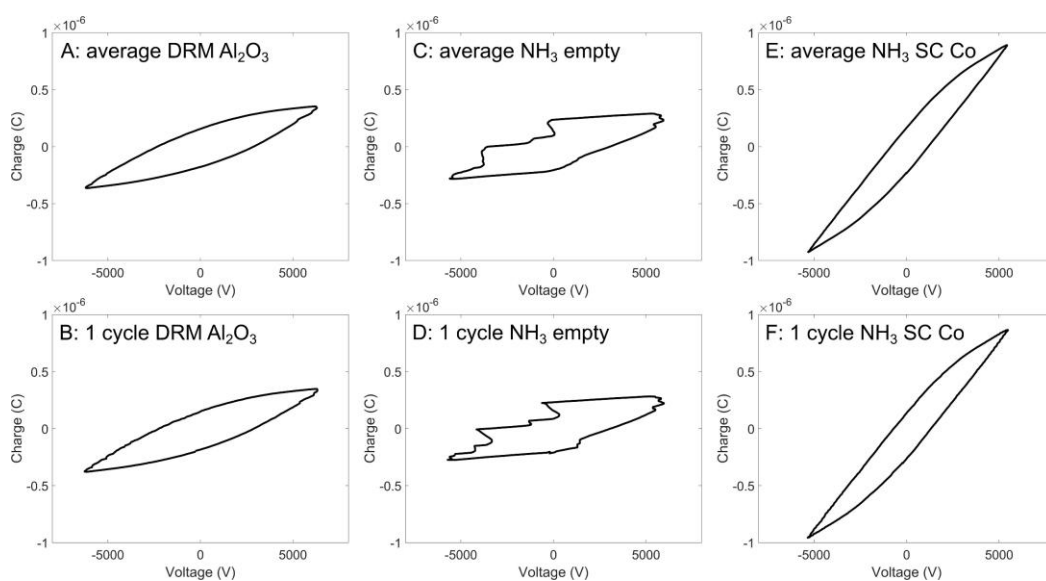 ×10⁻⁶
A: average DRM Al₂O₃
Charge (C)
1
0.5
0
-0.5
-1
-5000 0 5000
Voltage (V)
×10⁻⁶
C: average NH₃ empty
Charge (C)
1
0.5
0
-0.5
-1
-5000 0 5000
Voltage (V)
×10⁻⁶
E: average NH₃ SC Co
Charge (C)
1
0.5
0
-0.5
-1
-5000 0 5000
Voltage (V)
×10⁻⁶
B: 1 cycle DRM Al₂O₃
Charge (C)
1
0.5
0
-0.5
-1
-5000 0 5000
Voltage (V)
×10⁻⁶
D: 1 cycle NH₃ empty
Charge (C)
1
0.5
0
-0.5
-1
-5000 0 5000
Voltage (V)
×10⁻⁶
F: 1 cycle NH₃ SC Co
Charge (C)
1
0.5
0
-0.5
-1
-5000 0 5000
Voltage (V)